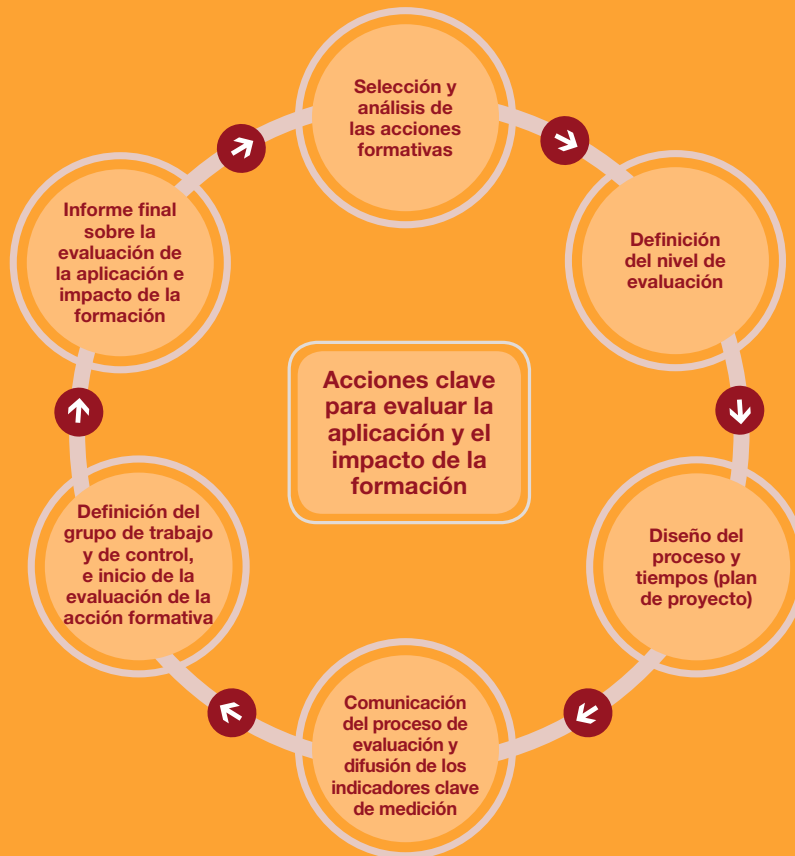 Selección y
análisis de
las acciones
formativas
Definición
del nivel de
evaluación
Diseño del
proceso y
tiempos (plan
de proyecto)
Comunicación
del proceso de
evaluación y
difusión de los
indicadores clave
de medición
Definición del
grupo de trabajo
y de control,
e inicio de la
evaluación de la
acción formativa
Informe final
sobre la
evaluación de
la aplicación e
impacto de la
formación
Acciones clave
para evaluar la
aplicación y el
impacto de la
formación